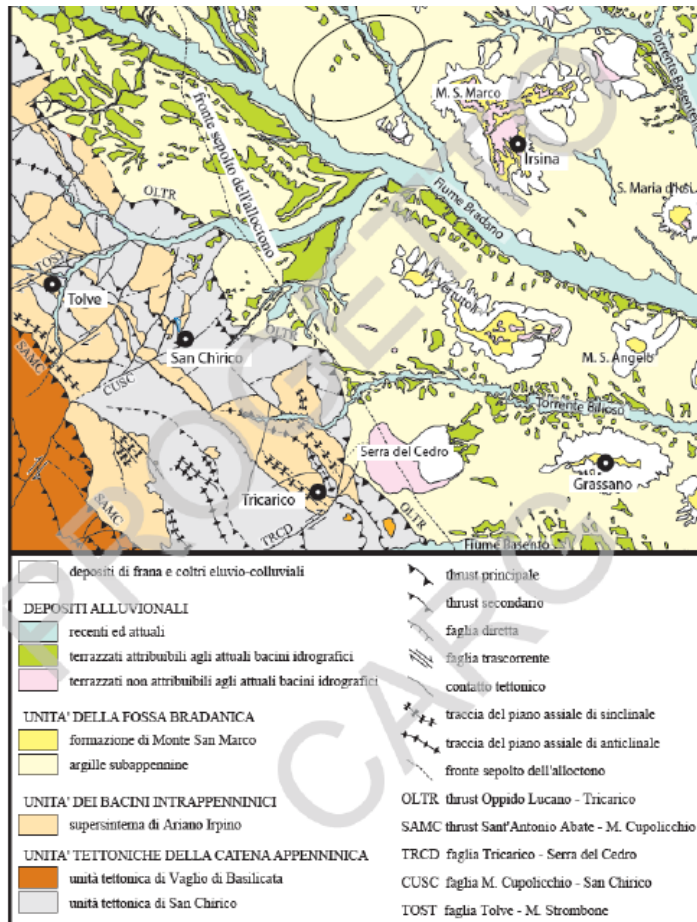 Torrente Basentello
M. S. Marco
Irsina
fronte sepolto dell'alloctono
OLTR
Fiume Bradano
S. Maria d'Irsi
TOST
Tolve
San Chirico
OLTR
M. S. Angelo
SAMC
CUSC
Torrente Bilioso
Serra del Cedro
Grassano
Tricarico
SAMC
TRCD
OLTR
Fiume Basento
PROGETTO
CARG
depositi di frana e coltri eluvio-colluviali
DEPOSITI ALLUVIONALI
recenti ed attuali
terrazzati attribuibili agli attuali bacini idrografici
terrazzati non attribuibili agli attuali bacini idrografici
UNITA' DELLA FOSSA BRADANICA
formazione di Monte San Marco
argille subappennine
UNITA' DEI BACINI INTRAPPENNINICI
supersintema di Ariano Irpino
UNITA' TETTONICHE DELLA CATENA APPENNINICA
unità tettonica di Vaglio di Basilicata
unità tettonica di San Chirico
thrust principale
thrust secondario
faglia diretta
faglia trascorrente
contatto tettonico
traccia del piano assiale di sinclinale
traccia del piano assiale di anticlinale
fronte sepolto dell'alloctono
OLTR thrust Oppido Lucano - Tricarico
SAMC thrust Sant'Antonio Abate - M. Cupolicchio
TRCD faglia Tricarico - Serra del Cedro
CUSC faglia M. Cupolicchio - San Chirico
TOST faglia Tolve - M. Strombone